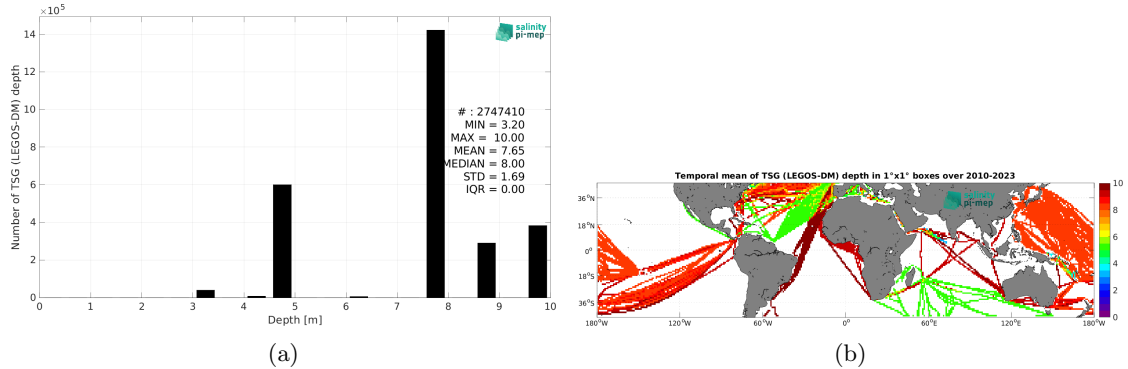 ×10⁵
14
12
10
8
6
4
2
0
Number of TSG (LEGOS-DM) depth
salinity
pi-mep
# : 2747410
MIN = 3.20
MAX = 10.00
MEAN = 7.65
MEDIAN = 8.00
STD = 1.69
IQR = 0.00
0 1 2 3 4 5 6 7 8 9 10
Depth [m]
(a)
Temporal mean of TSG (LEGOS-DM) depth in 1°x1° boxes over 2010-2023
salinity
pi-mep
36°N
18°N
0°
18°S
36°S
180°W 120°W 60°W 0° 60°E 120°E 180°W
10
8
6
4
2
0
(b)